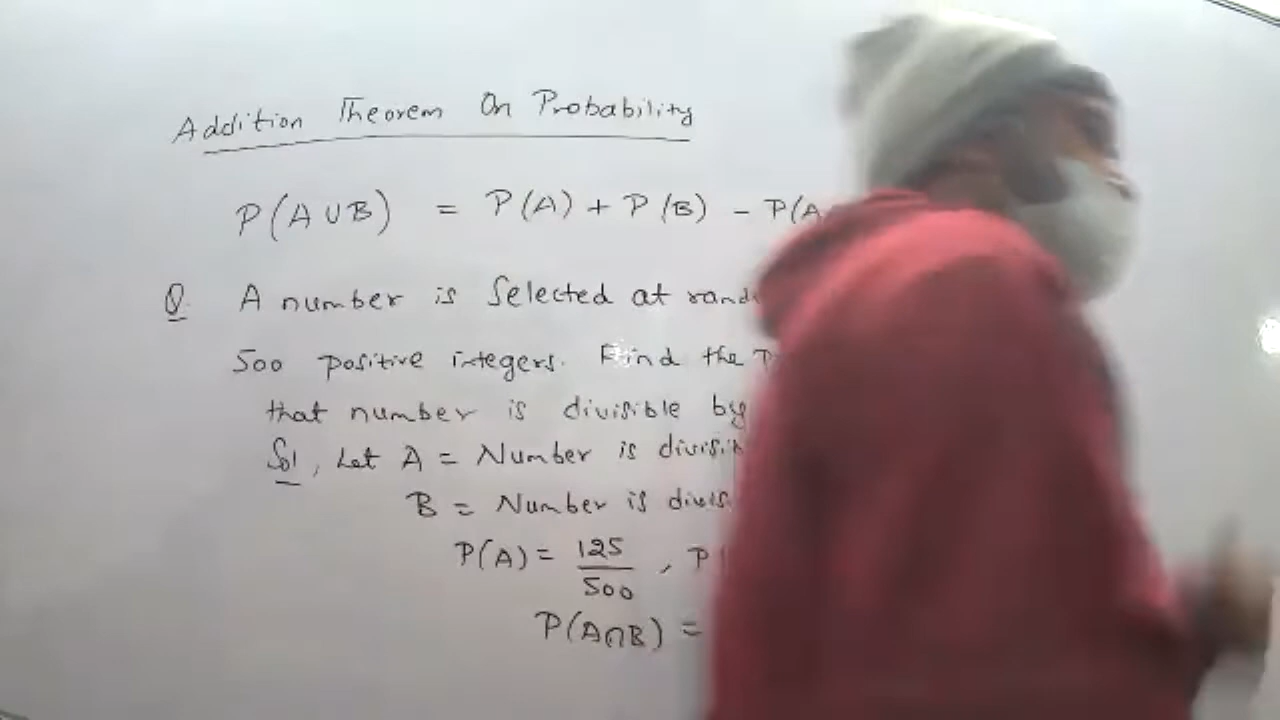 Addition Theorem On Probability
P(A∪B) = P(A) + P(B) - P(A
Q. A number is Selected at rand
500 positive integers. Find the P
that number is divisible by
Sol, Let A = Number is divisib
B = Number is divis
P(A) = 125/500, P(
P(A∩B) =